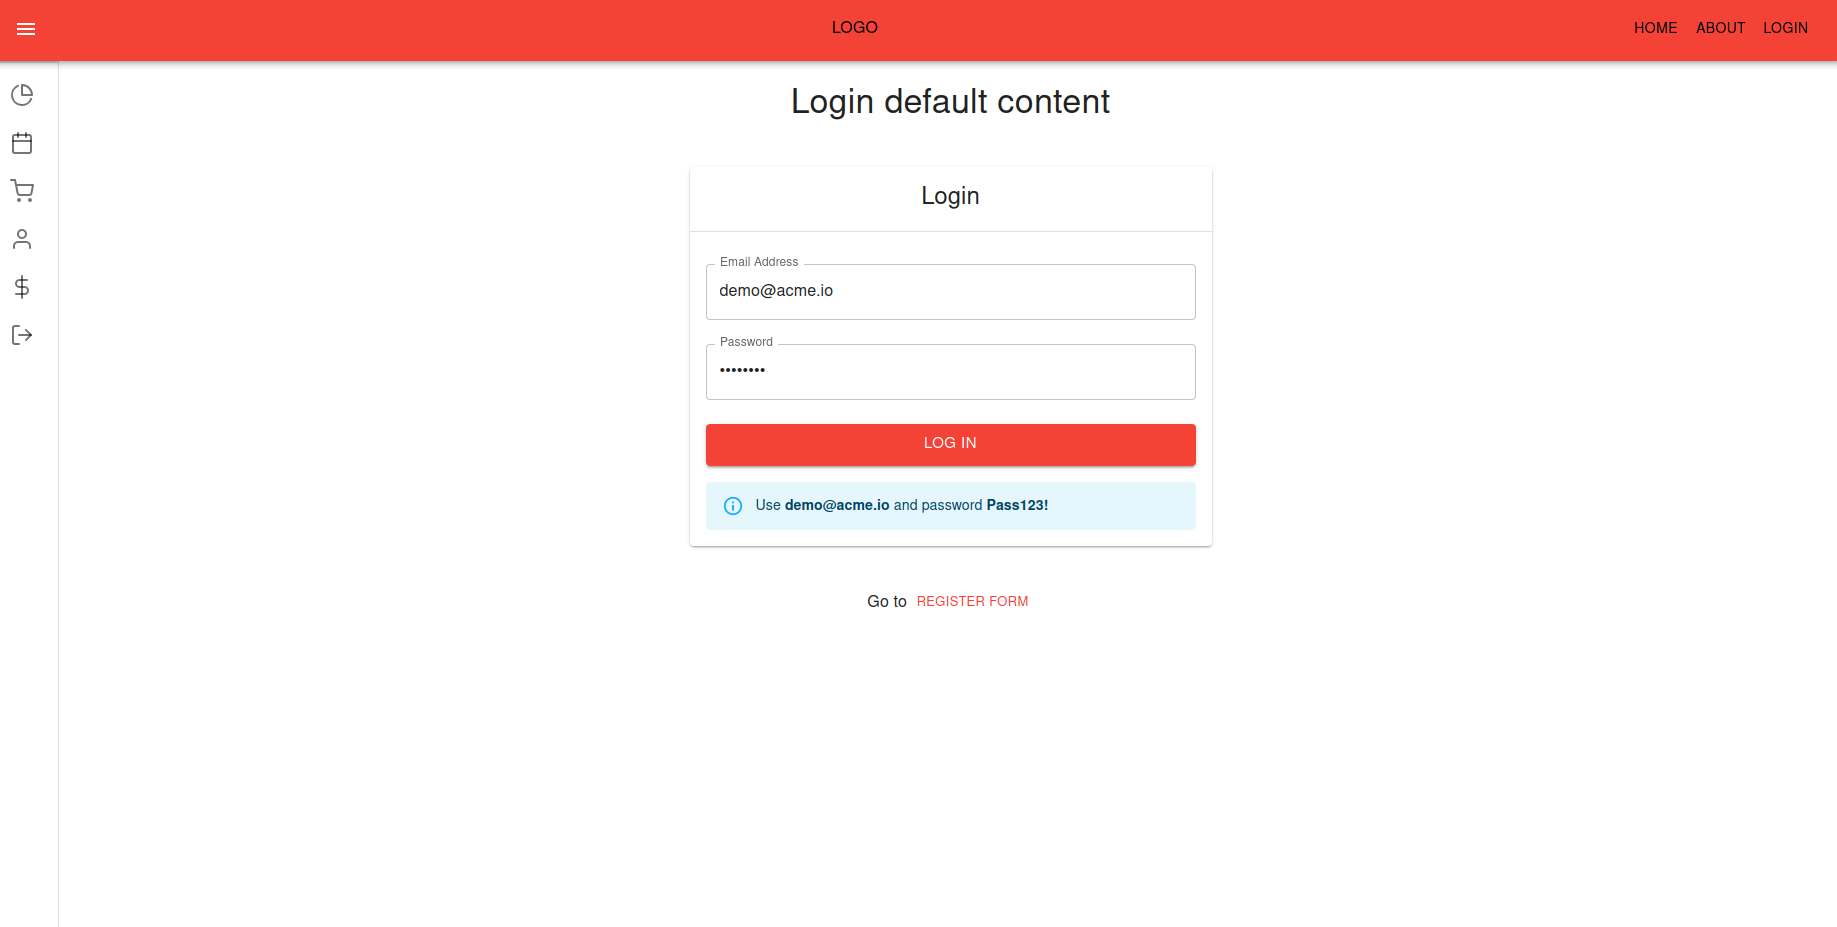 LOGO
HOME ABOUT LOGIN
Login default content
Login
Email Address
demo@acme.io
Password
••••••••
LOG IN
Use demo@acme.io and password Pass123!
Go to REGISTER FORM